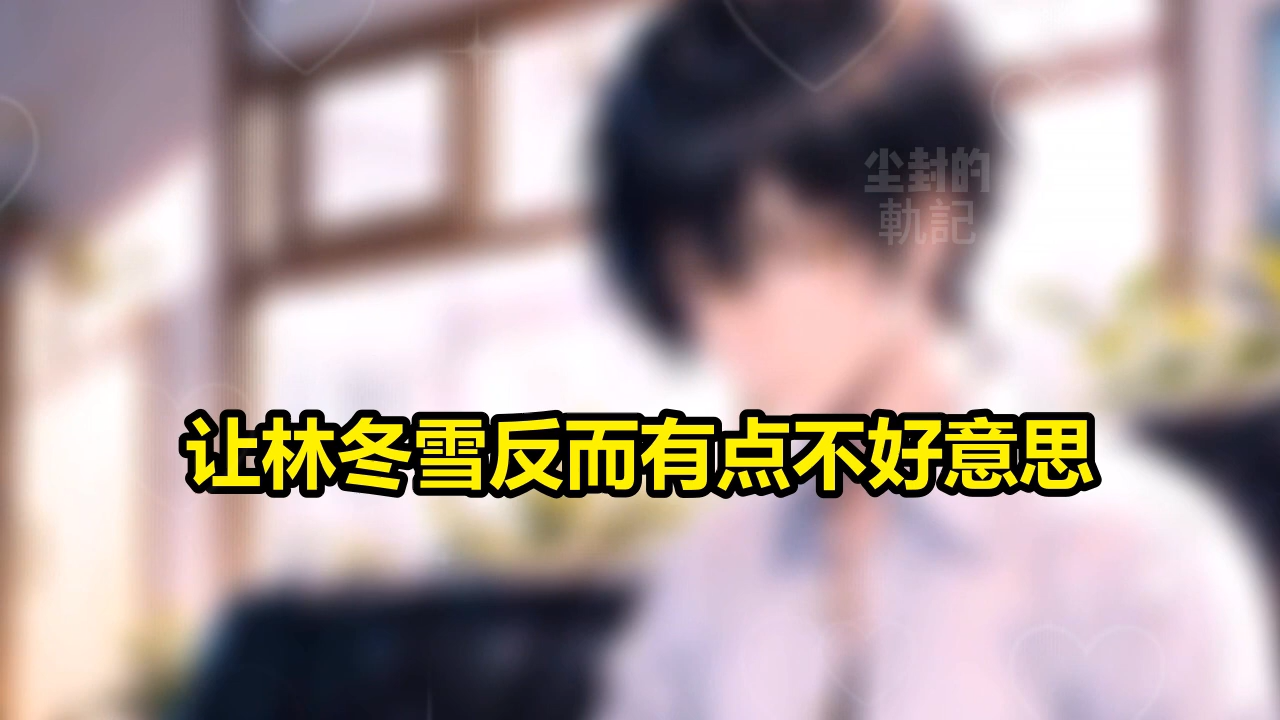 尘封的
軌記
让林冬雪反而有点不好意思